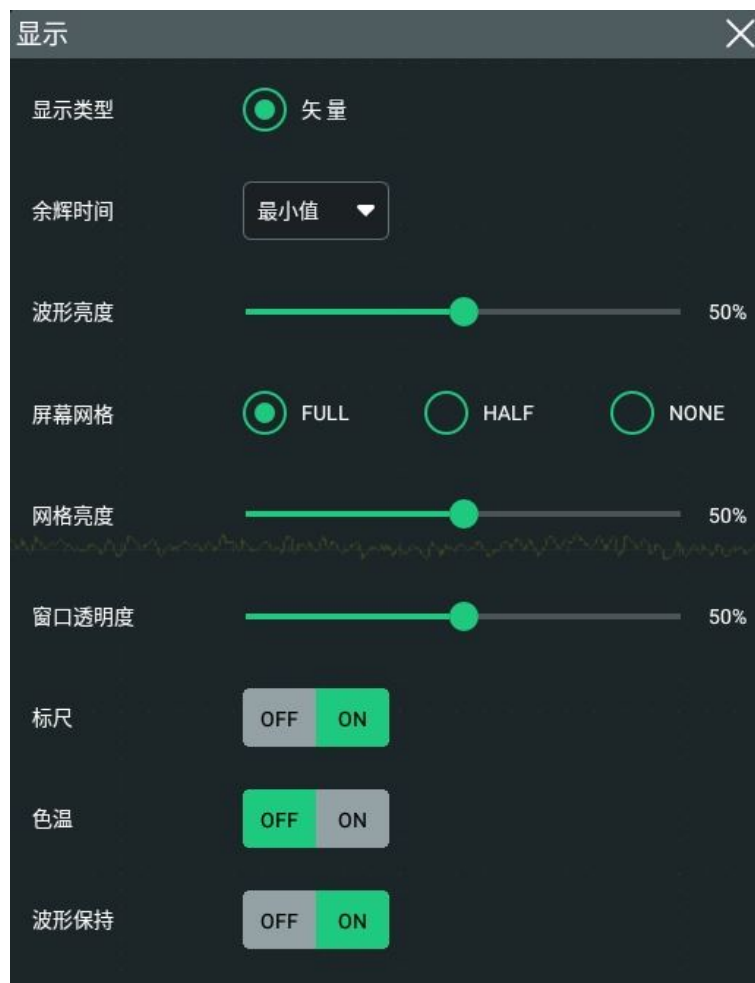 显示
显示类型 矢量
余辉时间 最小值
波形亮度 50%
屏幕网格 FULL HALF NONE
网格亮度 50%
窗口透明度 50%
标尺 OFF ON
色温 OFF ON
波形保持 OFF ON